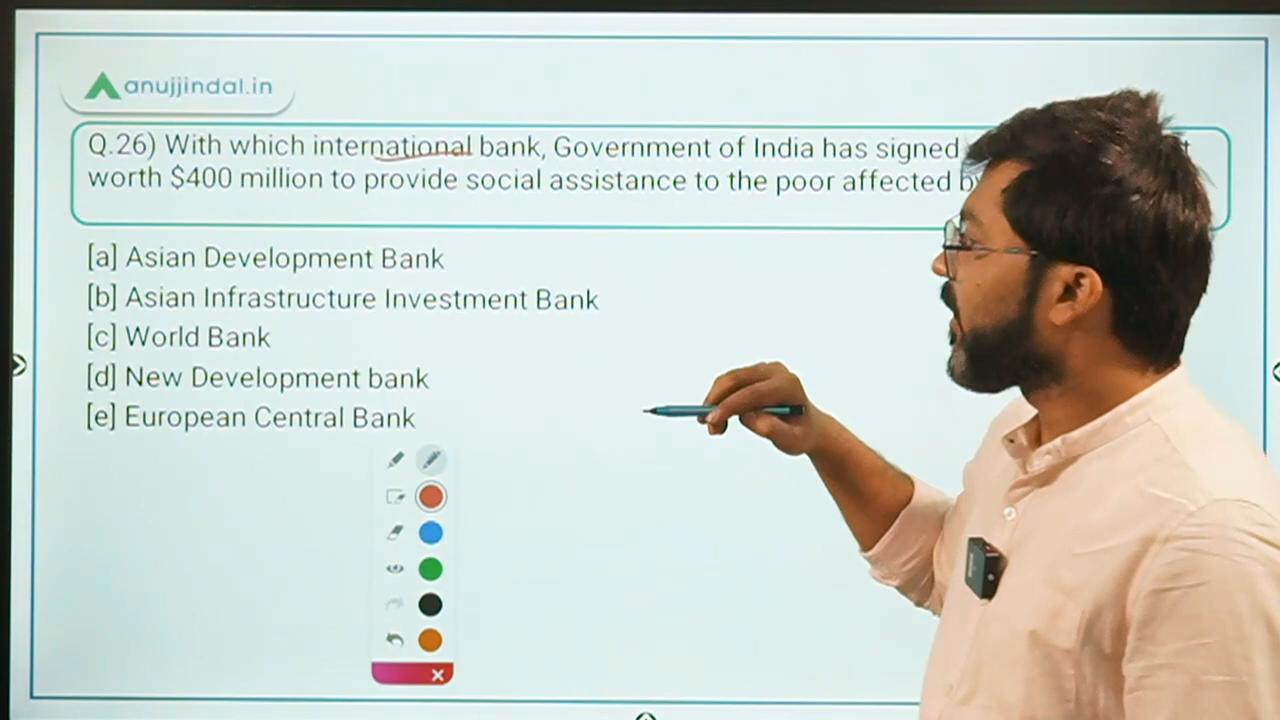 anujjindal.in
Q.26) With which international bank, Government of India has signed
worth $400 million to provide social assistance to the poor affected
[a] Asian Development Bank
[b] Asian Infrastructure Investment Bank
[c] World Bank
[d] New Development bank
[e] European Central Bank